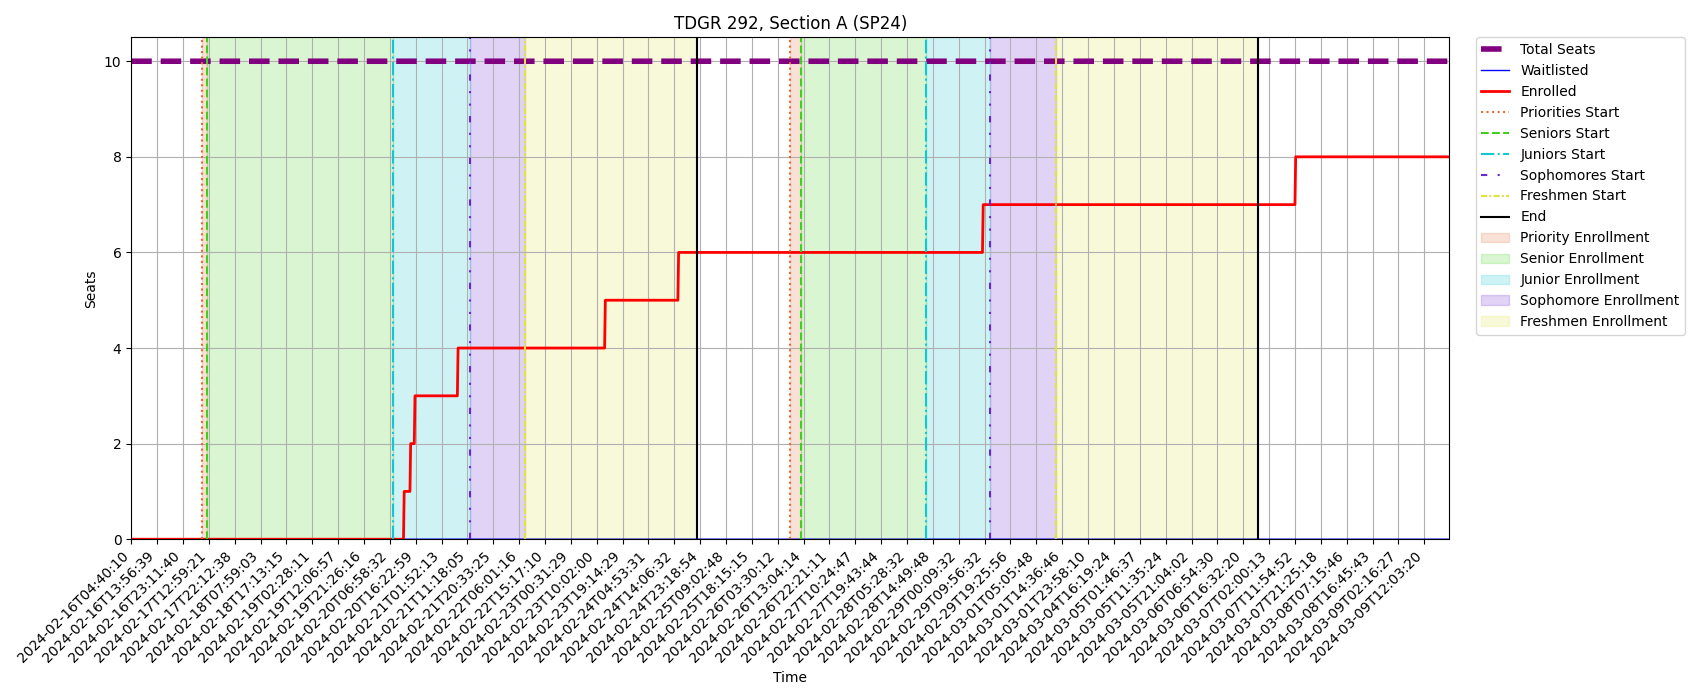 TDGR 292, Section A (SP24)
Seats
10
8
6
4
2
0
2024-02-16T04:40:10
2024-02-16T13:56:39
2024-02-16T23:11:40
2024-02-17T12:59:21
2024-02-17T22:12:38
2024-02-18T07:59:03
2024-02-18T17:13:15
2024-02-19T02:28:11
2024-02-19T12:06:57
2024-02-19T21:26:16
2024-02-20T06:58:32
2024-02-20T16:22:59
2024-02-21T01:52:13
2024-02-21T11:18:05
2024-02-21T20:33:25
2024-02-22T06:01:16
2024-02-22T15:17:10
2024-02-23T00:31:29
2024-02-23T10:02:00
2024-02-23T19:14:29
2024-02-24T04:53:31
2024-02-24T14:06:32
2024-02-24T23:18:54
2024-02-25T09:02:48
2024-02-25T18:15:15
2024-02-26T03:30:12
2024-02-26T13:04:14
2024-02-26T22:21:11
2024-02-27T10:24:47
2024-02-27T19:43:44
2024-02-28T05:28:32
2024-02-28T14:49:48
2024-02-29T00:09:32
2024-02-29T09:56:32
2024-02-29T19:25:56
2024-03-01T05:05:48
2024-03-01T14:36:46
2024-03-01T23:58:10
2024-03-04T16:19:24
2024-03-05T01:46:37
2024-03-05T11:35:24
2024-03-05T21:04:02
2024-03-06T06:54:30
2024-03-06T16:32:20
2024-03-07T02:00:13
2024-03-07T11:54:52
2024-03-07T21:25:18
2024-03-08T07:15:46
2024-03-08T16:45:43
2024-03-09T02:16:27
2024-03-09T12:03:20
Time
Total Seats
Waitlisted
Enrolled
Priorities Start
Seniors Start
Juniors Start
Sophomores Start
Freshmen Start
End
Priority Enrollment
Senior Enrollment
Junior Enrollment
Sophomore Enrollment
Freshmen Enrollment